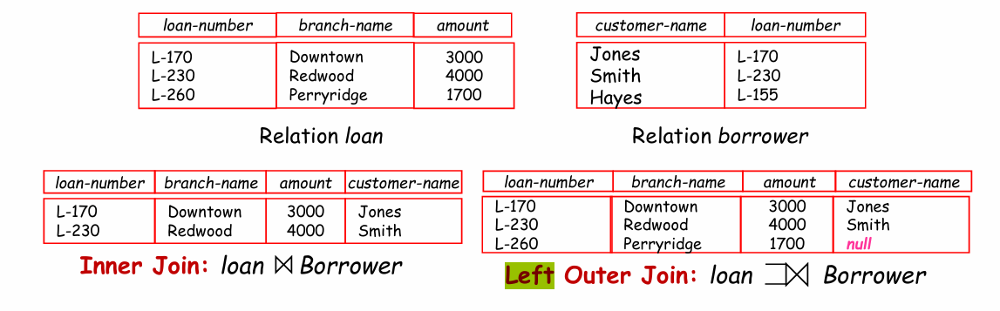 loan-number branch-name amount
L-170 Downtown 3000
L-230 Redwood 4000
L-260 Perryridge 1700
Relation loan
customer-name loan-number
Jones L-170
Smith L-230
Hayes L-155
Relation borrower
loan-number branch-name amount customer-name
L-170 Downtown 3000 Jones
L-230 Redwood 4000 Smith
Inner Join: loan ⋈ Borrower
loan-number branch-name amount customer-name
L-170 Downtown 3000 Jones
L-230 Redwood 4000 Smith
L-260 Perryridge 1700 null
Left Outer Join: loan ⟕ Borrower